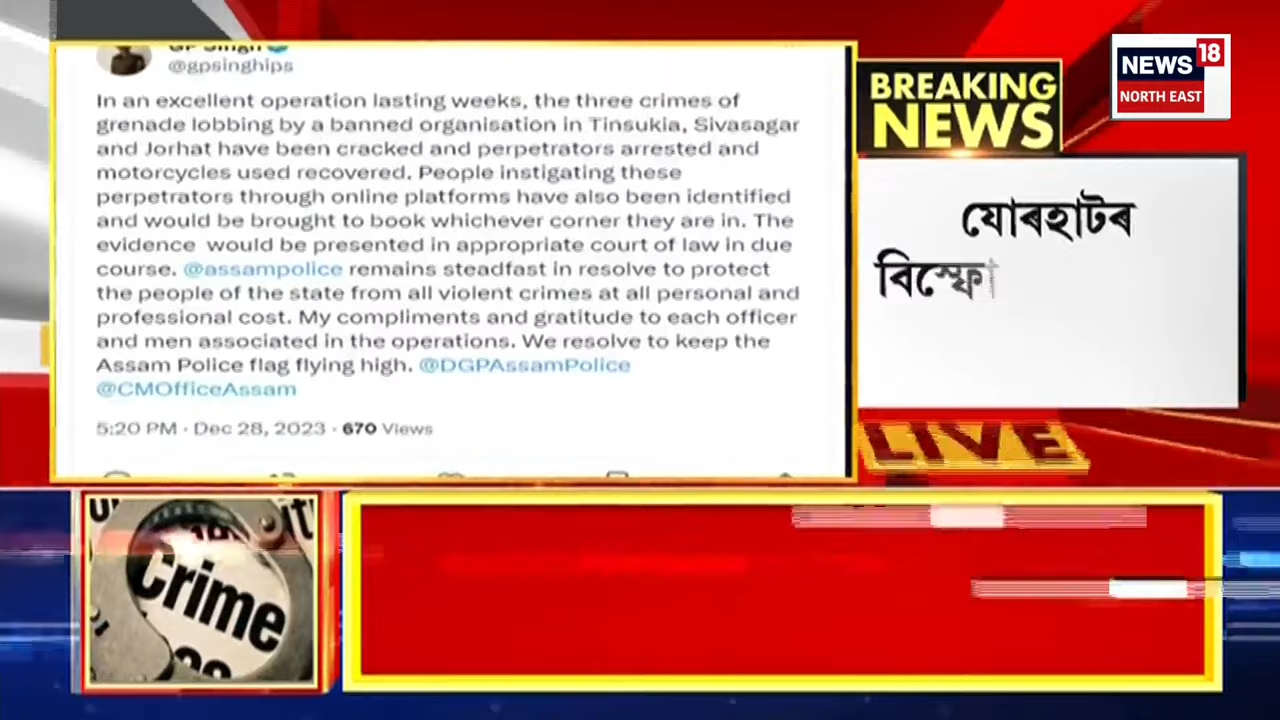 GP Singh
@gpsinghips
In an excellent operation lasting weeks, the three crimes of
grenade lobbing by a banned organisation in Tinsukia, Sivasagar
and Jorhat have been cracked and perpetrators arrested and
motorcycles used recovered. People instigating these
perpetrators through online platforms have also been identified
and would be brought to book whichever corner they are in. The
evidence would be presented in appropriate court of law in due
course. @assampolice remains steadfast in resolve to protect
the people of the state from all violent crimes at all personal and
professional cost. My compliments and gratitude to each officer
and men associated in the operations. We resolve to keep the
Assam Police flag flying high. @DGPAssamPolice
@CMOfficeAssam
5:20 PM · Dec 28, 2023 · 670 Views
BREAKING
NEWS
NEWS 18
NORTH EAST
যোৰহাটৰ
বিস্ফো
LIVE
Crime